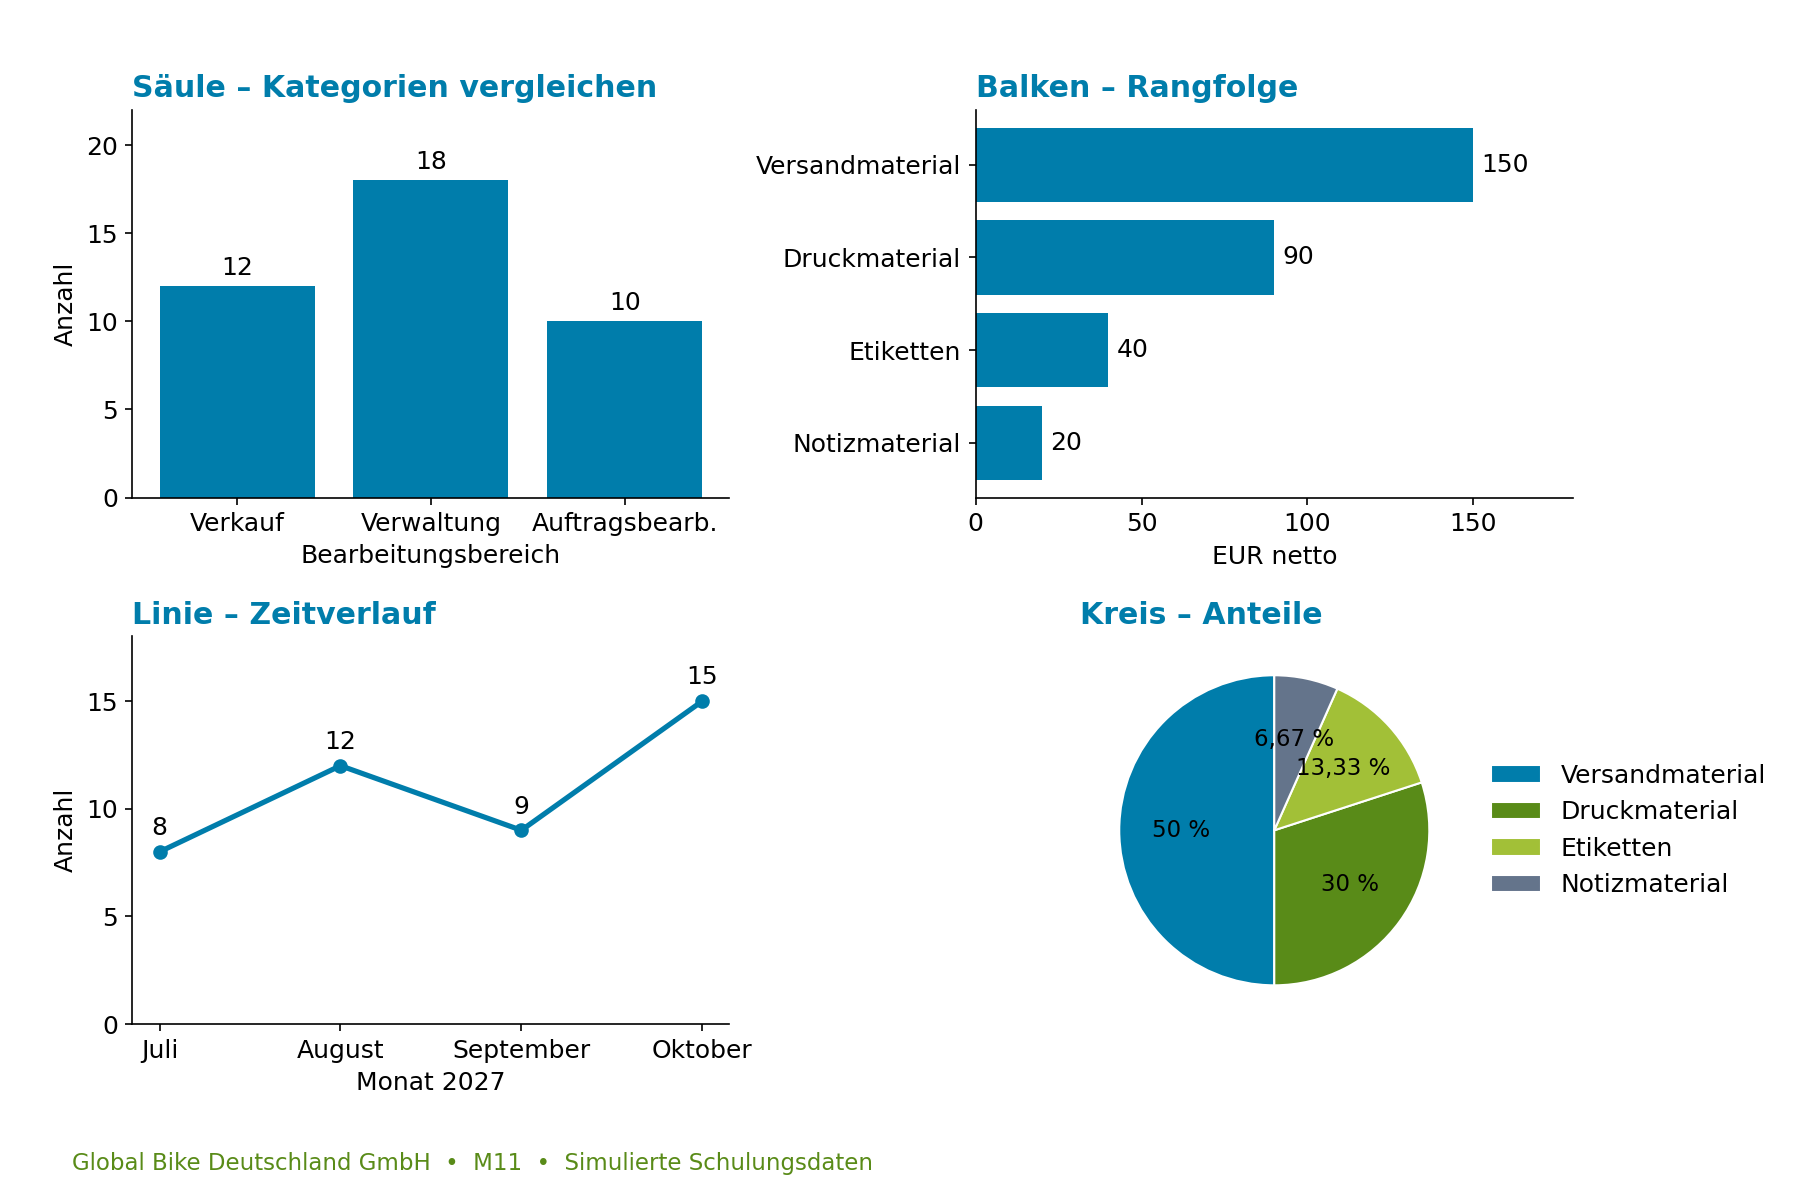 Säule – Kategorien vergleichen
20
15
10
5
0
Anzahl
12
18
10
Verkauf
Verwaltung
Auftragsbearb.
Bearbeitungsbereich
Balken – Rangfolge
Versandmaterial
150
Druckmaterial
90
Etiketten
40
Notizmaterial
20
0
50
100
150
EUR netto
Linie – Zeitverlauf
15
10
5
0
Anzahl
8
12
9
15
Juli
August
September
Oktober
Monat 2027
Kreis – Anteile
6,67 %
13,33 %
50 %
30 %
Versandmaterial
Druckmaterial
Etiketten
Notizmaterial
Global Bike Deutschland GmbH • M11 • Simulierte Schulungsdaten